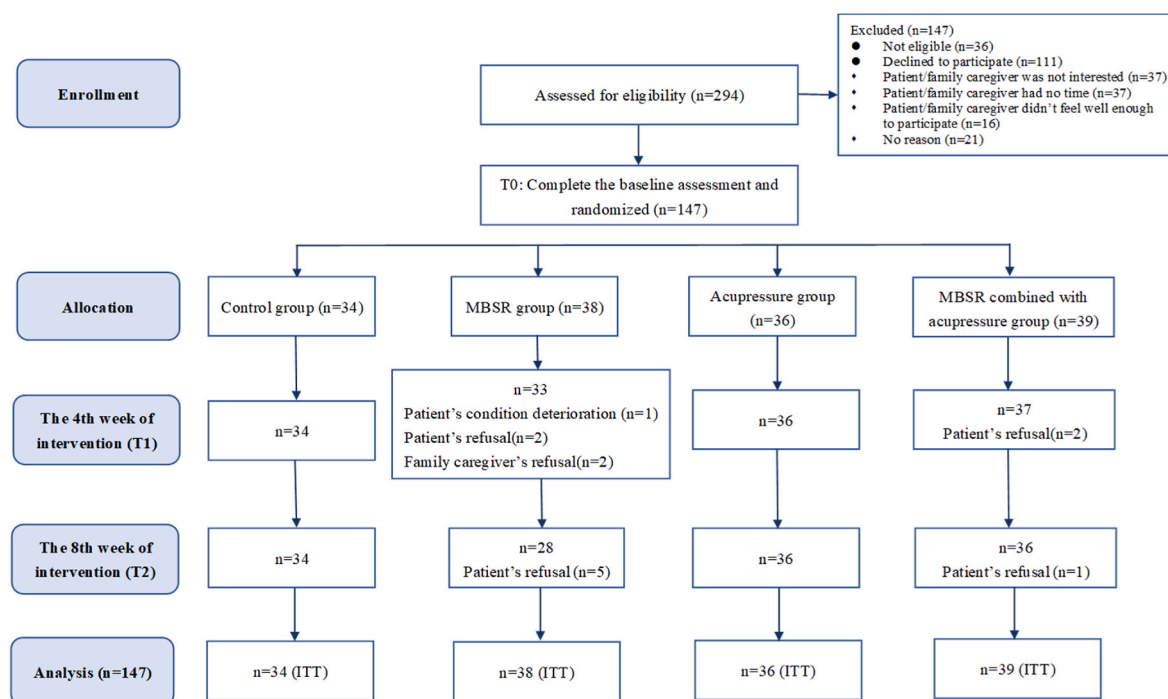 Enrollment
Assessed for eligibility (n=294)
Excluded (n=147)
● Not eligible (n=36)
● Declined to participate (n=111)
♦ Patient/family caregiver was not interested (n=37)
♦ Patient/family caregiver had no time (n=37)
♦ Patient/family caregiver didn’t feel well enough
to participate (n=16)
♦ No reason (n=21)
T0: Complete the baseline assessment and
randomized (n=147)
Allocation
Control group (n=34)
MBSR group (n=38)
Acupressure group
(n=36)
MBSR combined with
acupressure group (n=39)
The 4th week of
intervention (T1)
n=34
n=33
Patient’s condition deterioration (n=1)
Patient’s refusal(n=2)
Family caregiver’s refusal(n=2)
n=36
n=37
Patient’s refusal(n=2)
The 8th week of
intervention (T2)
n=34
n=28
Patient’s refusal (n=5)
n=36
n=36
Patient’s refusal (n=1)
Analysis (n=147)
n=34 (ITT)
n=38 (ITT)
n=36 (ITT)
n=39 (ITT)